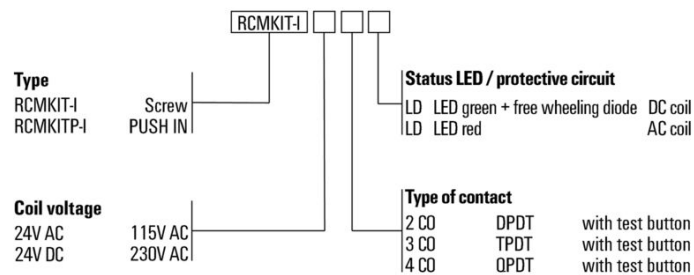 RCMKIT-I
Type
RCMKIT-I Screw
RCMKITP-I PUSH IN
Status LED / protective circuit
LD LED green + free wheeling diode DC coil
LD LED red AC coil
Coil voltage
24V AC 115V AC
24V DC 230V AC
Type of contact
2 CO DPDT with test button
3 CO TPDT with test button
4 CO QPDT with test button